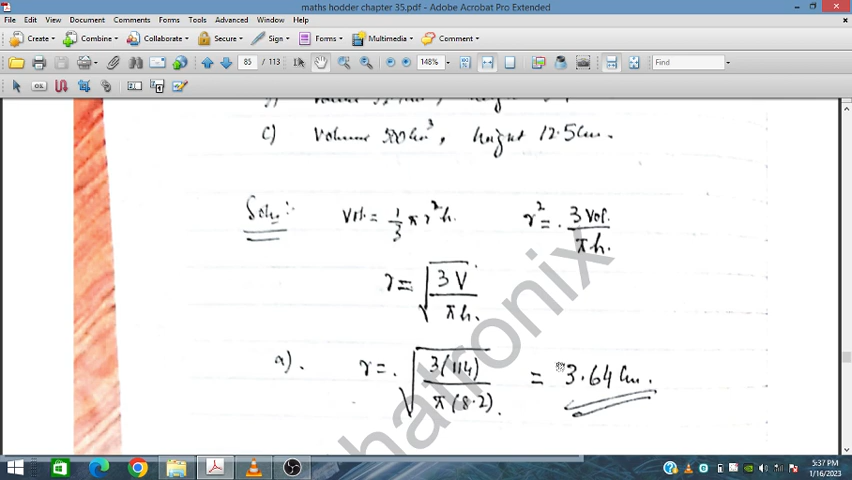 maths hodder chapter 35.pdf - Adobe Acrobat Pro Extended
File Edit View Document Comments Forms Tools Advanced Window Help
Create Combine Collaborate Secure Sign Forms Multimedia Comment
85 / 113 148% Find
c) Volume 500cm³, height 12.5cm.
Soln:- Vol = 1/3 π r² h. r² = 3 Vol. / πh.
r = √(3V / πh.)
a). r = √(3(114) / π(8.2)) = 3.64 cm.
hatronix
5:37 PM
1/16/2023